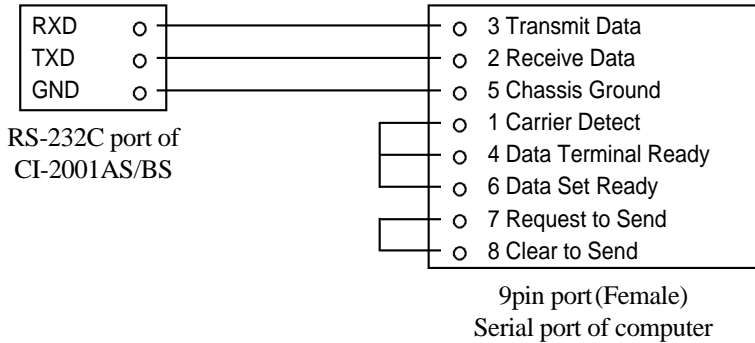 RXD
TXD
GND
RS-232C port of
CI-2001AS/BS
3 Transmit Data
2 Receive Data
5 Chassis Ground
1 Carrier Detect
4 Data Terminal Ready
6 Data Set Ready
7 Request to Send
8 Clear to Send
9pin port(Female)
Serial port of computer